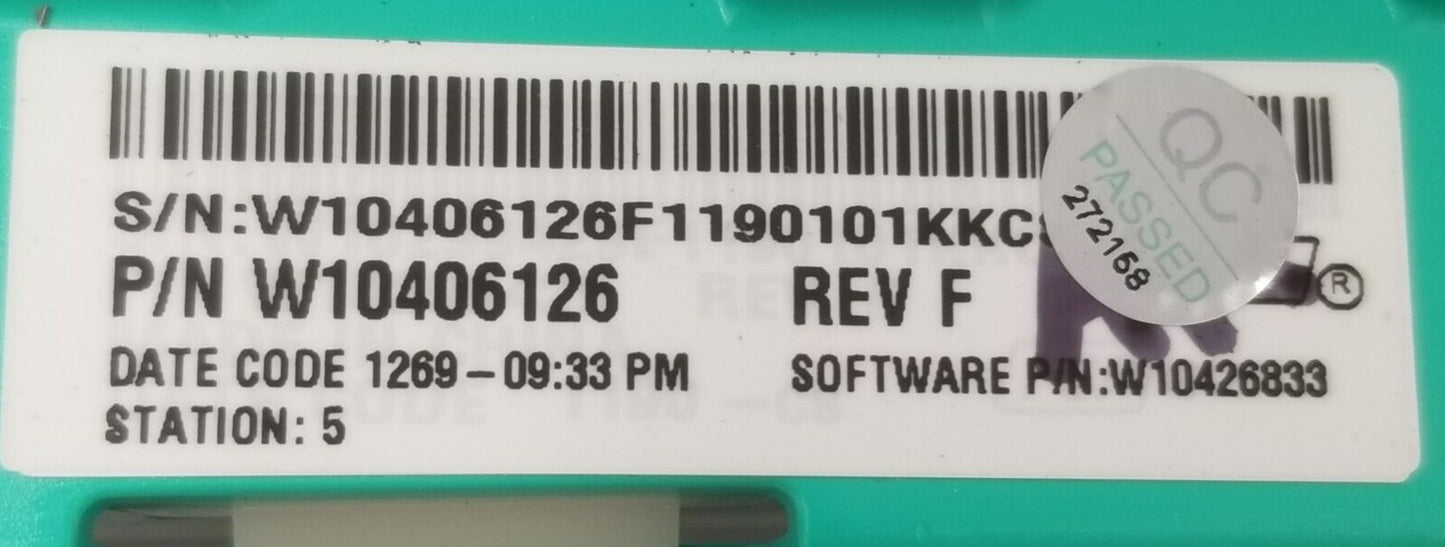 S/N:W10406126F1190101KKC
P/N W10406126 REV F
DATE CODE 1269-09:33 PM SOFTWARE P/N:W10426833
STATION: 5
QC
PASSED
272168
®